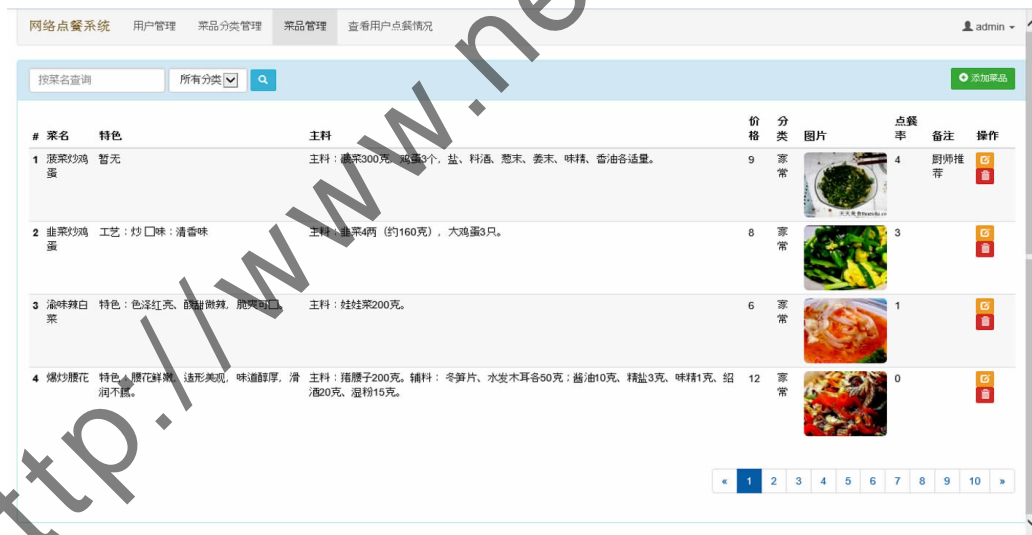 网络点餐系统 用户管理 菜品分类管理 菜品管理 查看用户点餐情况 admin
按菜名查询 所有分类 添加菜品
# 菜名 特色 主料 价格 分类 图片 点餐率 备注 操作
1 菠菜炒鸡蛋 暂无 主料：菠菜300克，鸡蛋3个，盐、料酒、葱末、姜末、味精、香油各适量。 9 家常 4 厨师推荐
2 韭菜炒鸡蛋 工艺：炒 口味：清香味 主料：韭菜4两（约160克），大鸡蛋3只。 8 家常 3
3 渝味辣白菜 特色：色泽红亮、酸甜微辣，脆爽可口。 主料：娃娃菜200克。 6 家常 1
4 爆炒腰花 特色：腰花鲜嫩，造形美观，味道醇厚，滑
润不腻。 主料：猪腰子200克。辅料： 冬笋片、水发木耳各50克；酱油10克、精盐3克、味精1克、绍
酒20克、湿粉15克。 12 家常 0
« 1 2 3 4 5 6 7 8 9 10 »
ttp://www.ne